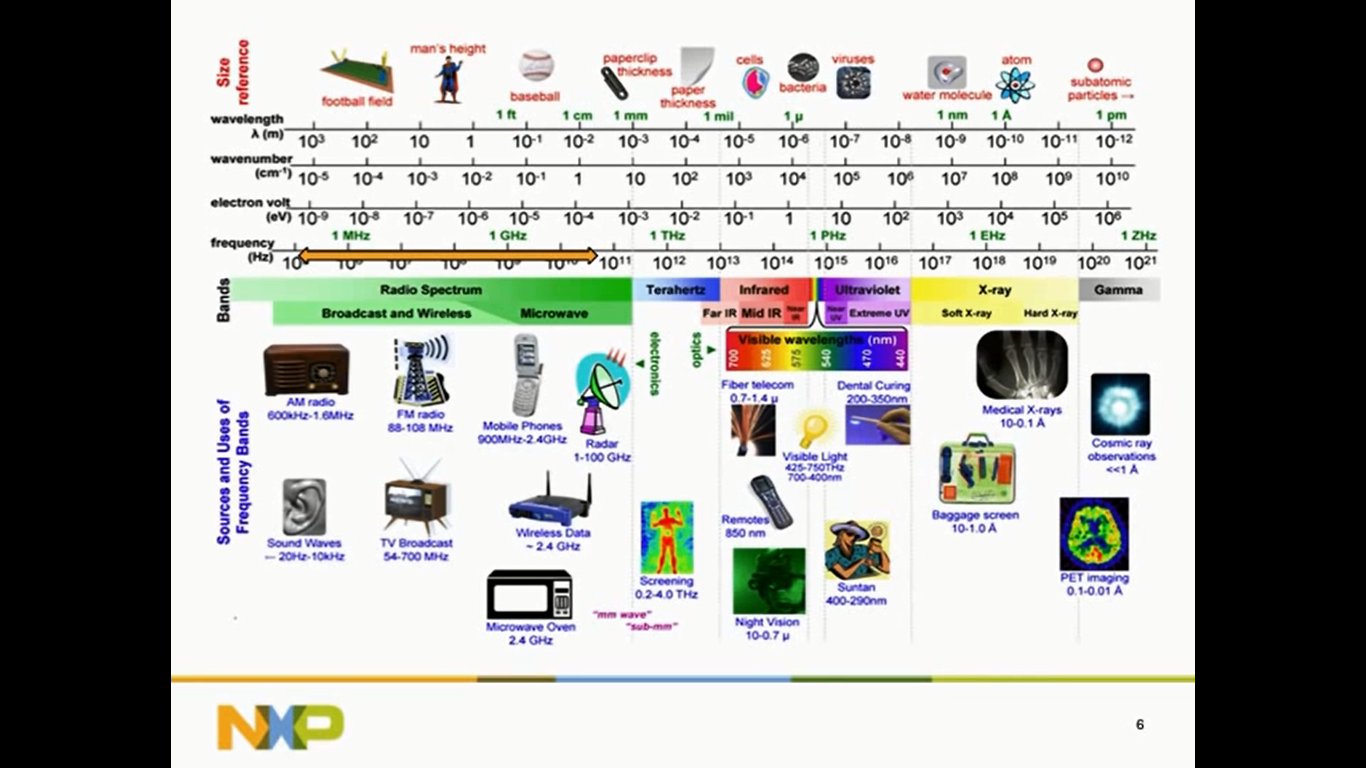 Size reference
football field
man's height
baseball
paperclip thickness
paper thickness
cells
bacteria
viruses
water molecule
atom
subatomic particles →
1 ft 1 cm 1 mm 1 mil 1 µ 1 nm 1 Å 1 pm
wavelength λ (m)
10³ 10² 10 1 10⁻¹ 10⁻² 10⁻³ 10⁻⁴ 10⁻⁵ 10⁻⁶ 10⁻⁷ 10⁻⁸ 10⁻⁹ 10⁻¹⁰ 10⁻¹¹ 10⁻¹²
wavenumber (cm⁻¹)
10⁻⁵ 10⁻⁴ 10⁻³ 10⁻² 10⁻¹ 1 10 10² 10³ 10⁴ 10⁵ 10⁶ 10⁷ 10⁸ 10⁹ 10¹⁰
electron volt (eV)
10⁻⁹ 10⁻⁸ 10⁻⁷ 10⁻⁶ 10⁻⁵ 10⁻⁴ 10⁻³ 10⁻² 10⁻¹ 1 10 10² 10³ 10⁴ 10⁵ 10⁶
1 MHz 1 GHz 1 THz 1 PHz 1 EHz 1 ZHz
frequency (Hz)
10¹¹ 10¹² 10¹³ 10¹⁴ 10¹⁵ 10¹⁶ 10¹⁷ 10¹⁸ 10¹⁹ 10²⁰ 10²¹
Bands
Radio Spectrum Terahertz Infrared Ultraviolet X-ray Gamma
Broadcast and Wireless Microwave Far IR Mid IR Near IR Near UV Extreme UV Soft X-ray Hard X-ray
electronics
optics
Visible wavelengths (nm)
700 625 575 540 470 440
Sources and Uses of Frequency Bands
AM radio
600kHz-1.6MHz
FM radio
88-108 MHz
Mobile Phones
900MHz-2.4GHz
Radar
1-100 GHz
Fiber telecom
0.7-1.4 µ
Dental Curing
200-350nm
Visible Light
425-750THz
700-400nm
Medical X-rays
10-0.1 Å
Cosmic ray
observations
<<1 Å
Sound Waves
← 20Hz-10kHz
TV Broadcast
54-700 MHz
Wireless Data
~ 2.4 GHz
Microwave Oven
2.4 GHz
Screening
0.2-4.0 THz
"mm wave"
"sub-mm"
Remotes
850 nm
Night Vision
10-0.7 µ
Suntan
400-290nm
Baggage screen
10-1.0 Å
PET imaging
0.1-0.01 Å
NXP
6